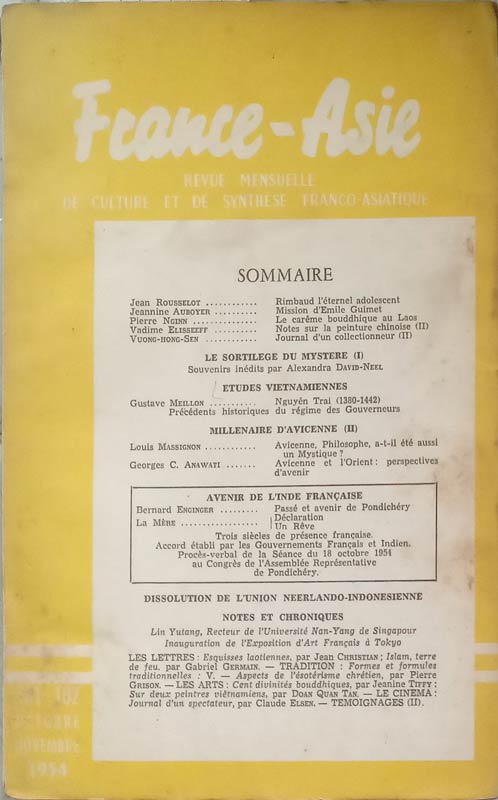 France-Asie
REVUE MENSUELLE
DE CULTURE ET DE SYNTHESE FRANCO-ASIATIQUE
SOMMAIRE
Jean ROUSSELOT ............ Rimbaud l'éternel adolescent
Jeannine AUBOYER .......... Mission d'Emile Guimet
Pierre NGINN ............... Le carême bouddhique au Laos
Vadime ELISSEEFF .......... Notes sur la peinture chinoise (II)
VUONG-HONG-SEN ........... Journal d'un collectionneur (II)
LE SORTILEGE DU MYSTERE (I)
Souvenirs inédits par Alexandra DAVID-NEEL
ETUDES VIETNAMIENNES
Gustave MEILLON ........... Nguyên Trai (1380-1442)
Précédents historiques du régime des Gouverneurs
MILLENAIRE D'AVICENNE (II)
Louis MASSIGNON ............ Avicenne, Philosophe, a-t-il été aussi
un Mystique ?
Georges C. ANAWATI ....... Avicenne et l'Orient : perspectives
d'avenir
AVENIR DE L'INDE FRANÇAISE
Bernard ENGINGER ......... Passé et avenir de Pondichéry
LA MÈRE .................. Déclaration
Un Rêve
Trois siècles de présence française.
Accord établi par les Gouvernements Français et Indien.
Procès-verbal de la Séance du 18 octobre 1954
au Congrès de l'Assemblée Représentative
de Pondichéry.
DISSOLUTION DE L'UNION NEERLANDO-INDONESIENNE
NOTES ET CHRONIQUES
Lin Yutang, Recteur de l'Université Nan-Yang de Singapour
Inauguration de l'Exposition d'Art Français à Tokyo
LES LETTRES : Esquisses laotiennes, par Jean CHRISTIAN ; Islam, terre
de feu, par Gabriel GERMAIN. — TRADITION : Formes et formules
traditionnelles : V. — Aspects de l'ésotérisme chrétien, par Pierre
GRISON. — LES ARTS : Cent divinités bouddhiques, par Jeanine TIFFY :
Sur deux peintres viêtnamiens, par DOAN QUAN TAN. — LE CINEMA :
Journal d'un spectateur, par Claude ELSEN. — TEMOIGNAGES (II).
102
OCTOBRE
NOVEMBRE
1954